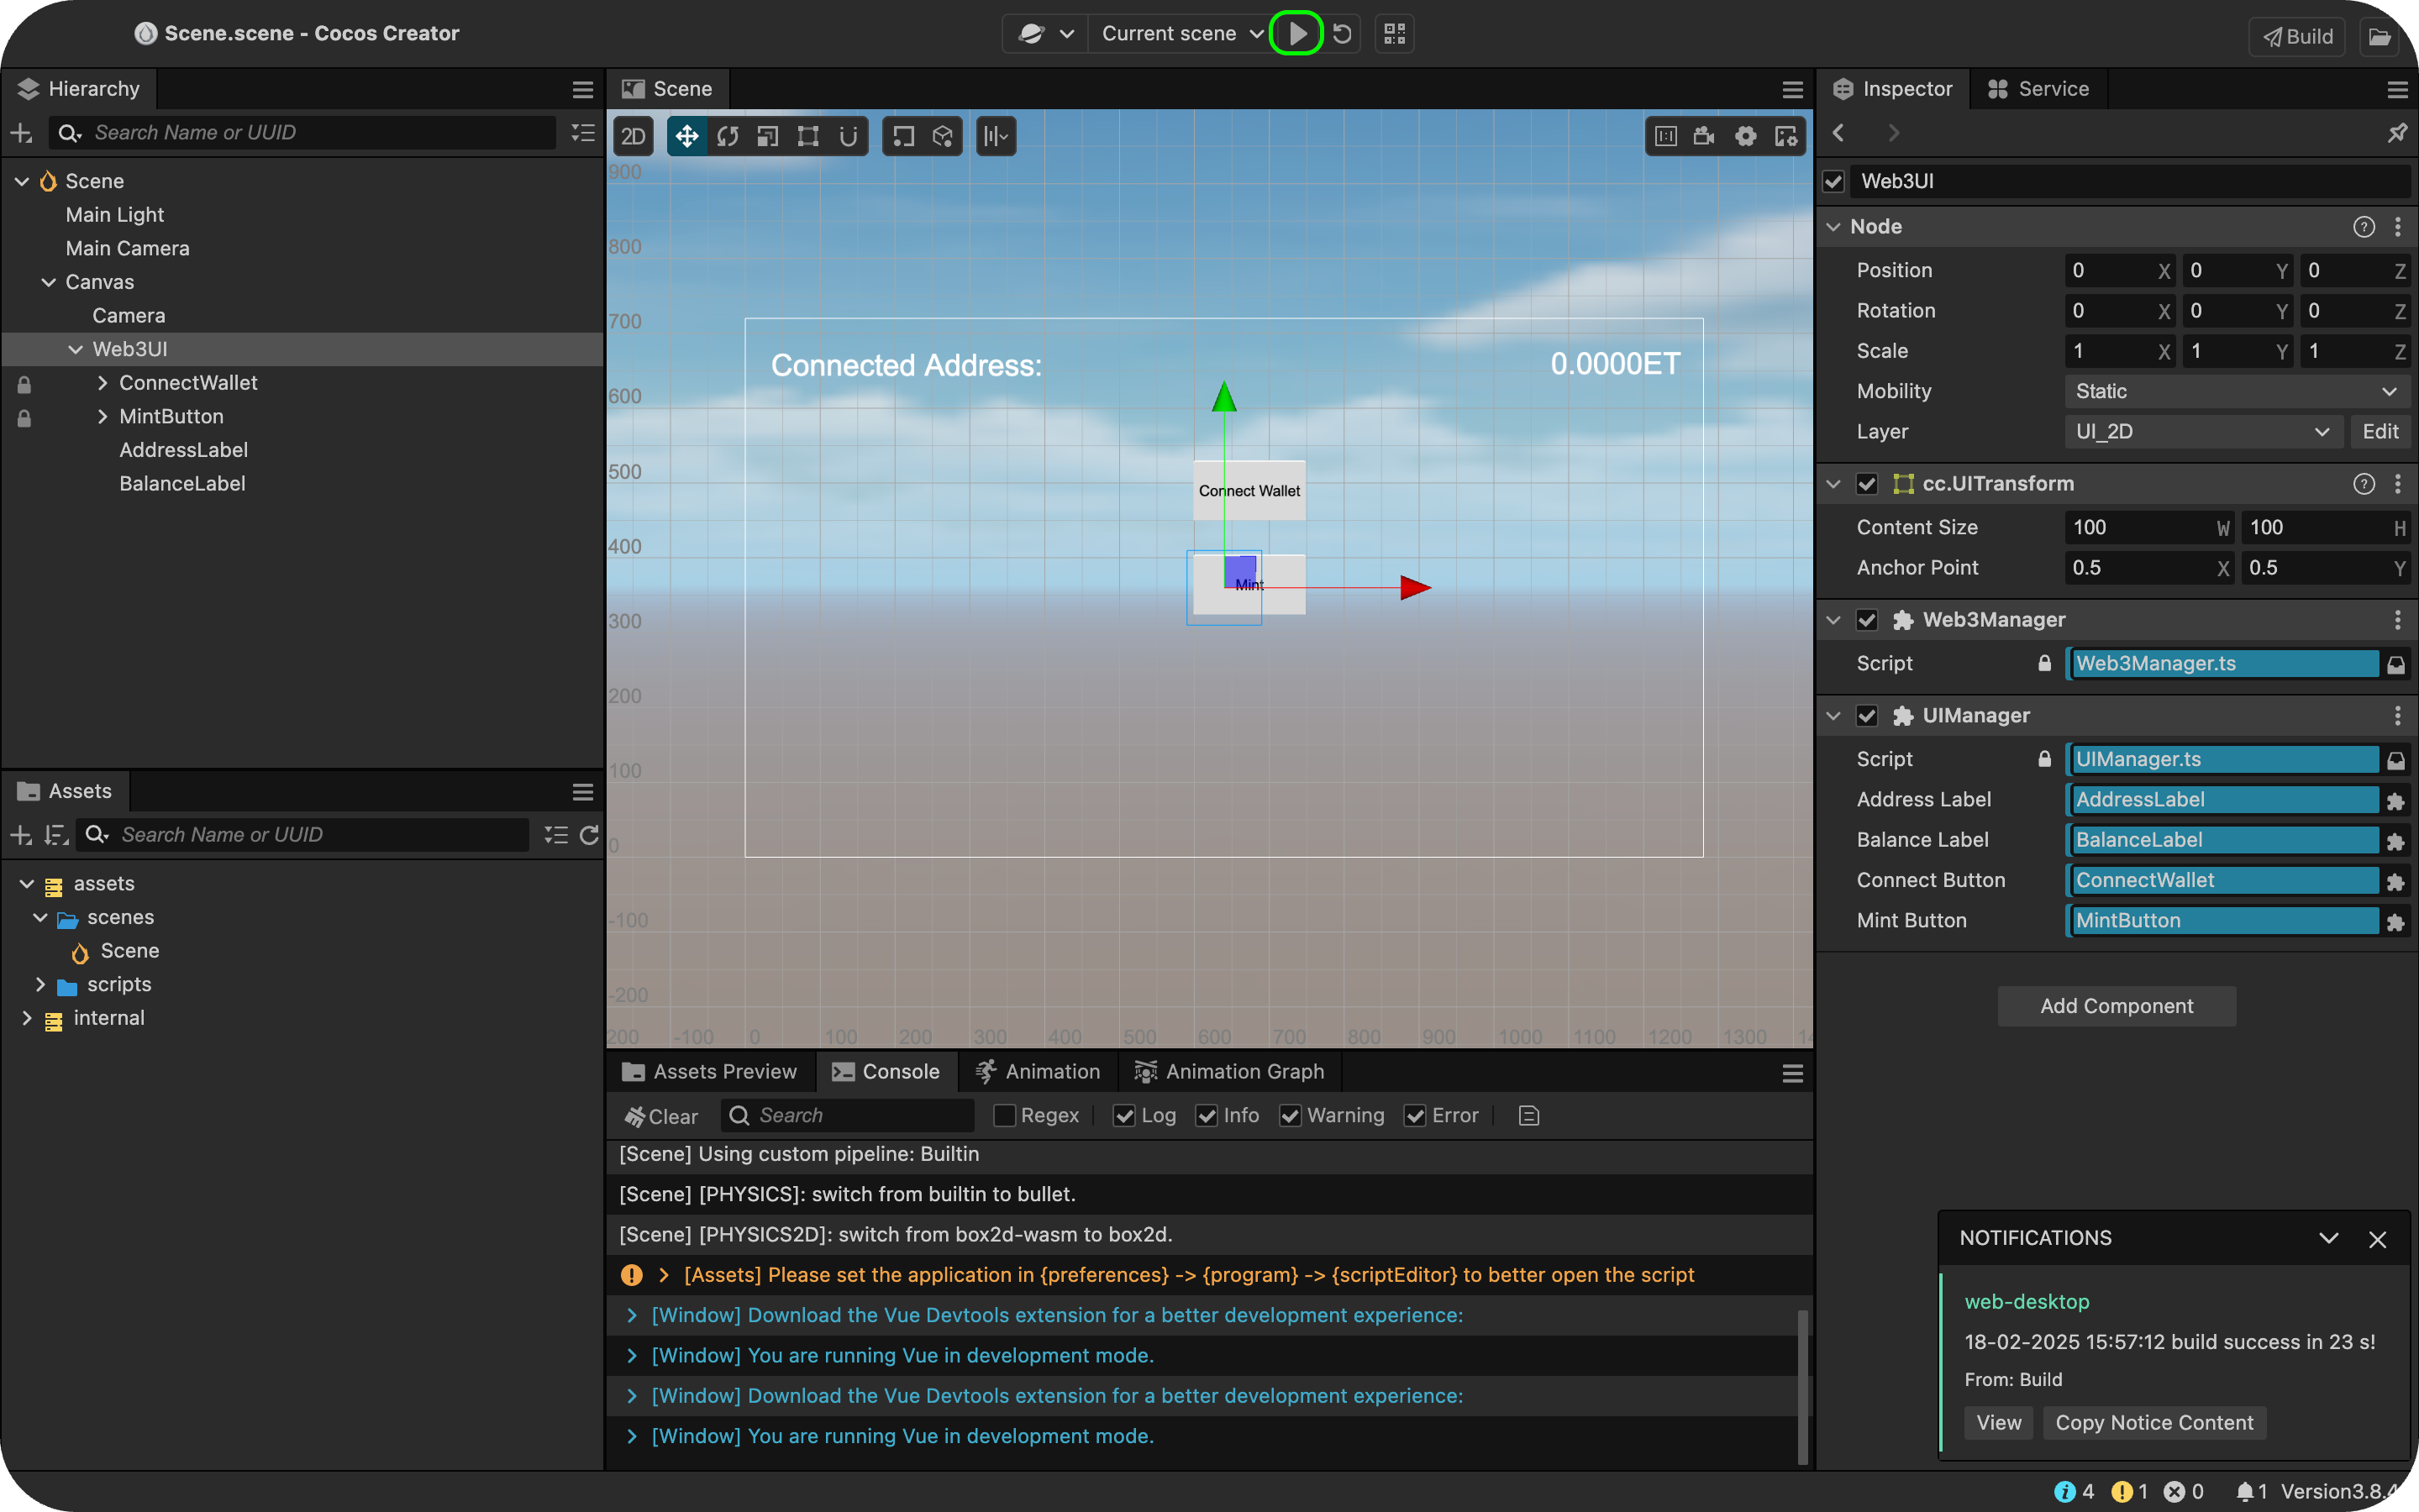 Scene.scene - Cocos Creator
Current scene
Build
Hierarchy
Search Name or UUID
Scene
Main Light
Main Camera
Canvas
Camera
Web3UI
ConnectWallet
MintButton
AddressLabel
BalanceLabel
Assets
Search Name or UUID
assets
scenes
Scene
scripts
internal
Scene
2D
900
800
700
600
500
400
300
200
100
0
-100
-200
200 -100 0 100 200 300 400 500 600 700 800 900 1000 1100 1200 1300
Connected Address:
0.0000ET
Connect Wallet
Mint
Assets Preview
Console
Animation
Animation Graph
Clear
Search
Regex
Log
Info
Warning
Error
[Scene] Using custom pipeline: Builtin
[Scene] [PHYSICS]: switch from builtin to bullet.
[Scene] [PHYSICS2D]: switch from box2d-wasm to box2d.
[Assets] Please set the application in {preferences} -> {program} -> {scriptEditor} to better open the script
[Window] Download the Vue Devtools extension for a better development experience:
[Window] You are running Vue in development mode.
[Window] Download the Vue Devtools extension for a better development experience:
[Window] You are running Vue in development mode.
Inspector
Service
Web3UI
Node
Position 0 X 0 Y 0 Z
Rotation 0 X 0 Y 0 Z
Scale 1 X 1 Y 1 Z
Mobility Static
Layer UI_2D Edit
cc.UITransform
Content Size 100 W 100 H
Anchor Point 0.5 X 0.5 Y
Web3Manager
Script Web3Manager.ts
UIManager
Script UIManager.ts
Address Label AddressLabel
Balance Label BalanceLabel
Connect Button ConnectWallet
Mint Button MintButton
Add Component
NOTIFICATIONS
web-desktop
18-02-2025 15:57:12 build success in 23 s!
From: Build
View
Copy Notice Content
4 1 0 1 Version3.8.4